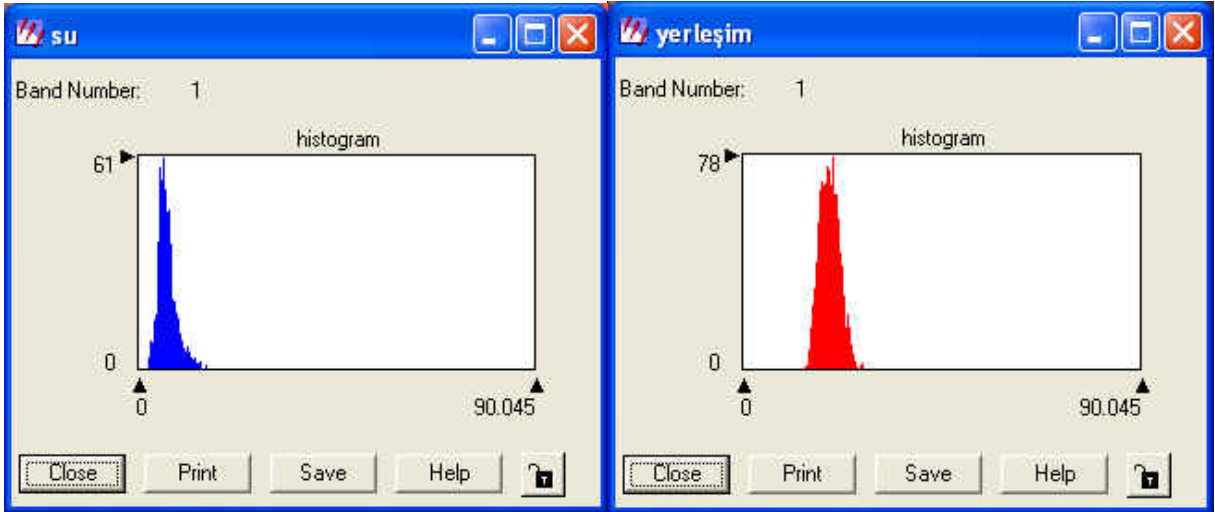 su
Band Number: 1
histogram
61
0
0 90.045
Close Print Save Help
yerleşim
Band Number: 1
histogram
78
0
0 90.045
Close Print Save Help